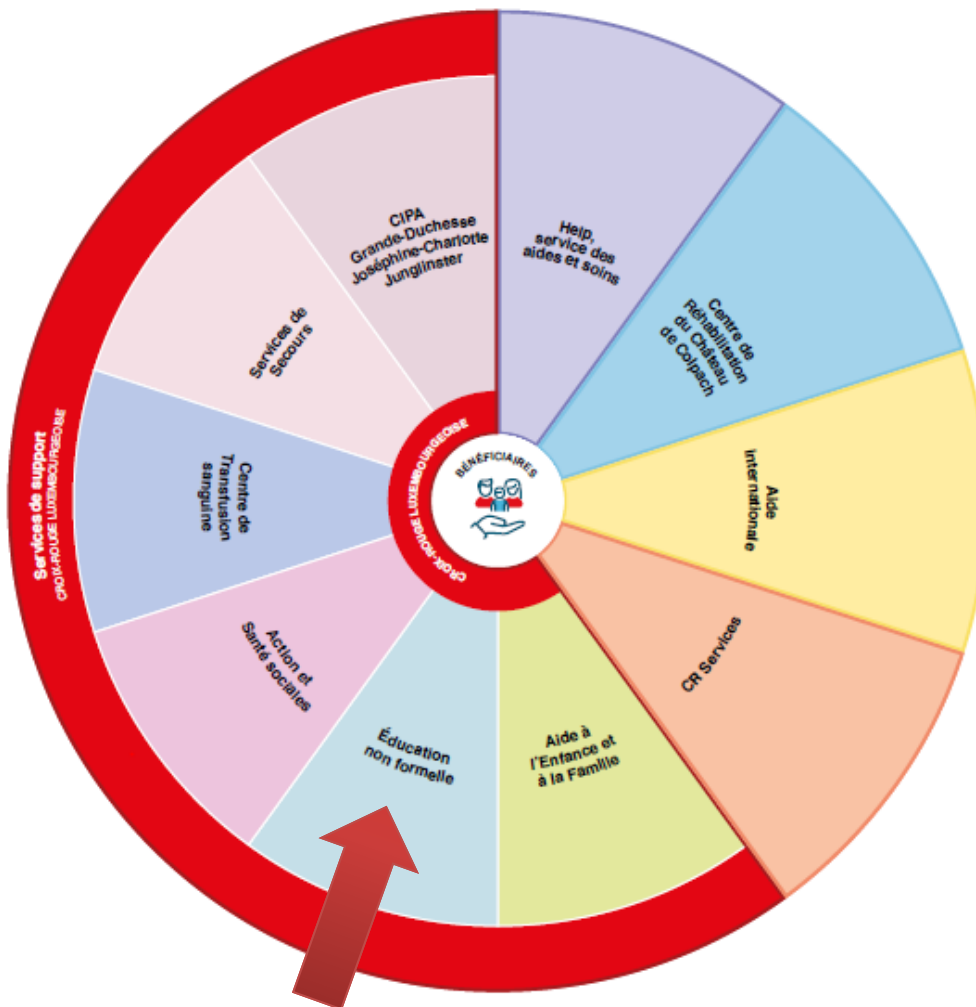 CIPA
Grande-Duchesse
Joséphine-Charlotte
Junglinster
Help,
service des
aides et soins
Centre de
Réhabilitation
du Château
de Colpach
Aide
internationale
CR Services
Aide à
l'Enfance et
à la Famille
Éducation
non formelle
Action et
Santé sociales
Centre de
Transfusion
sanguine
Services de
Secours
Services de support
CROIX-ROUGE LUXEMBOURGEOISE
CROIX-ROUGE LUXEMBOURGEOISE
BÉNÉFICIAIRES